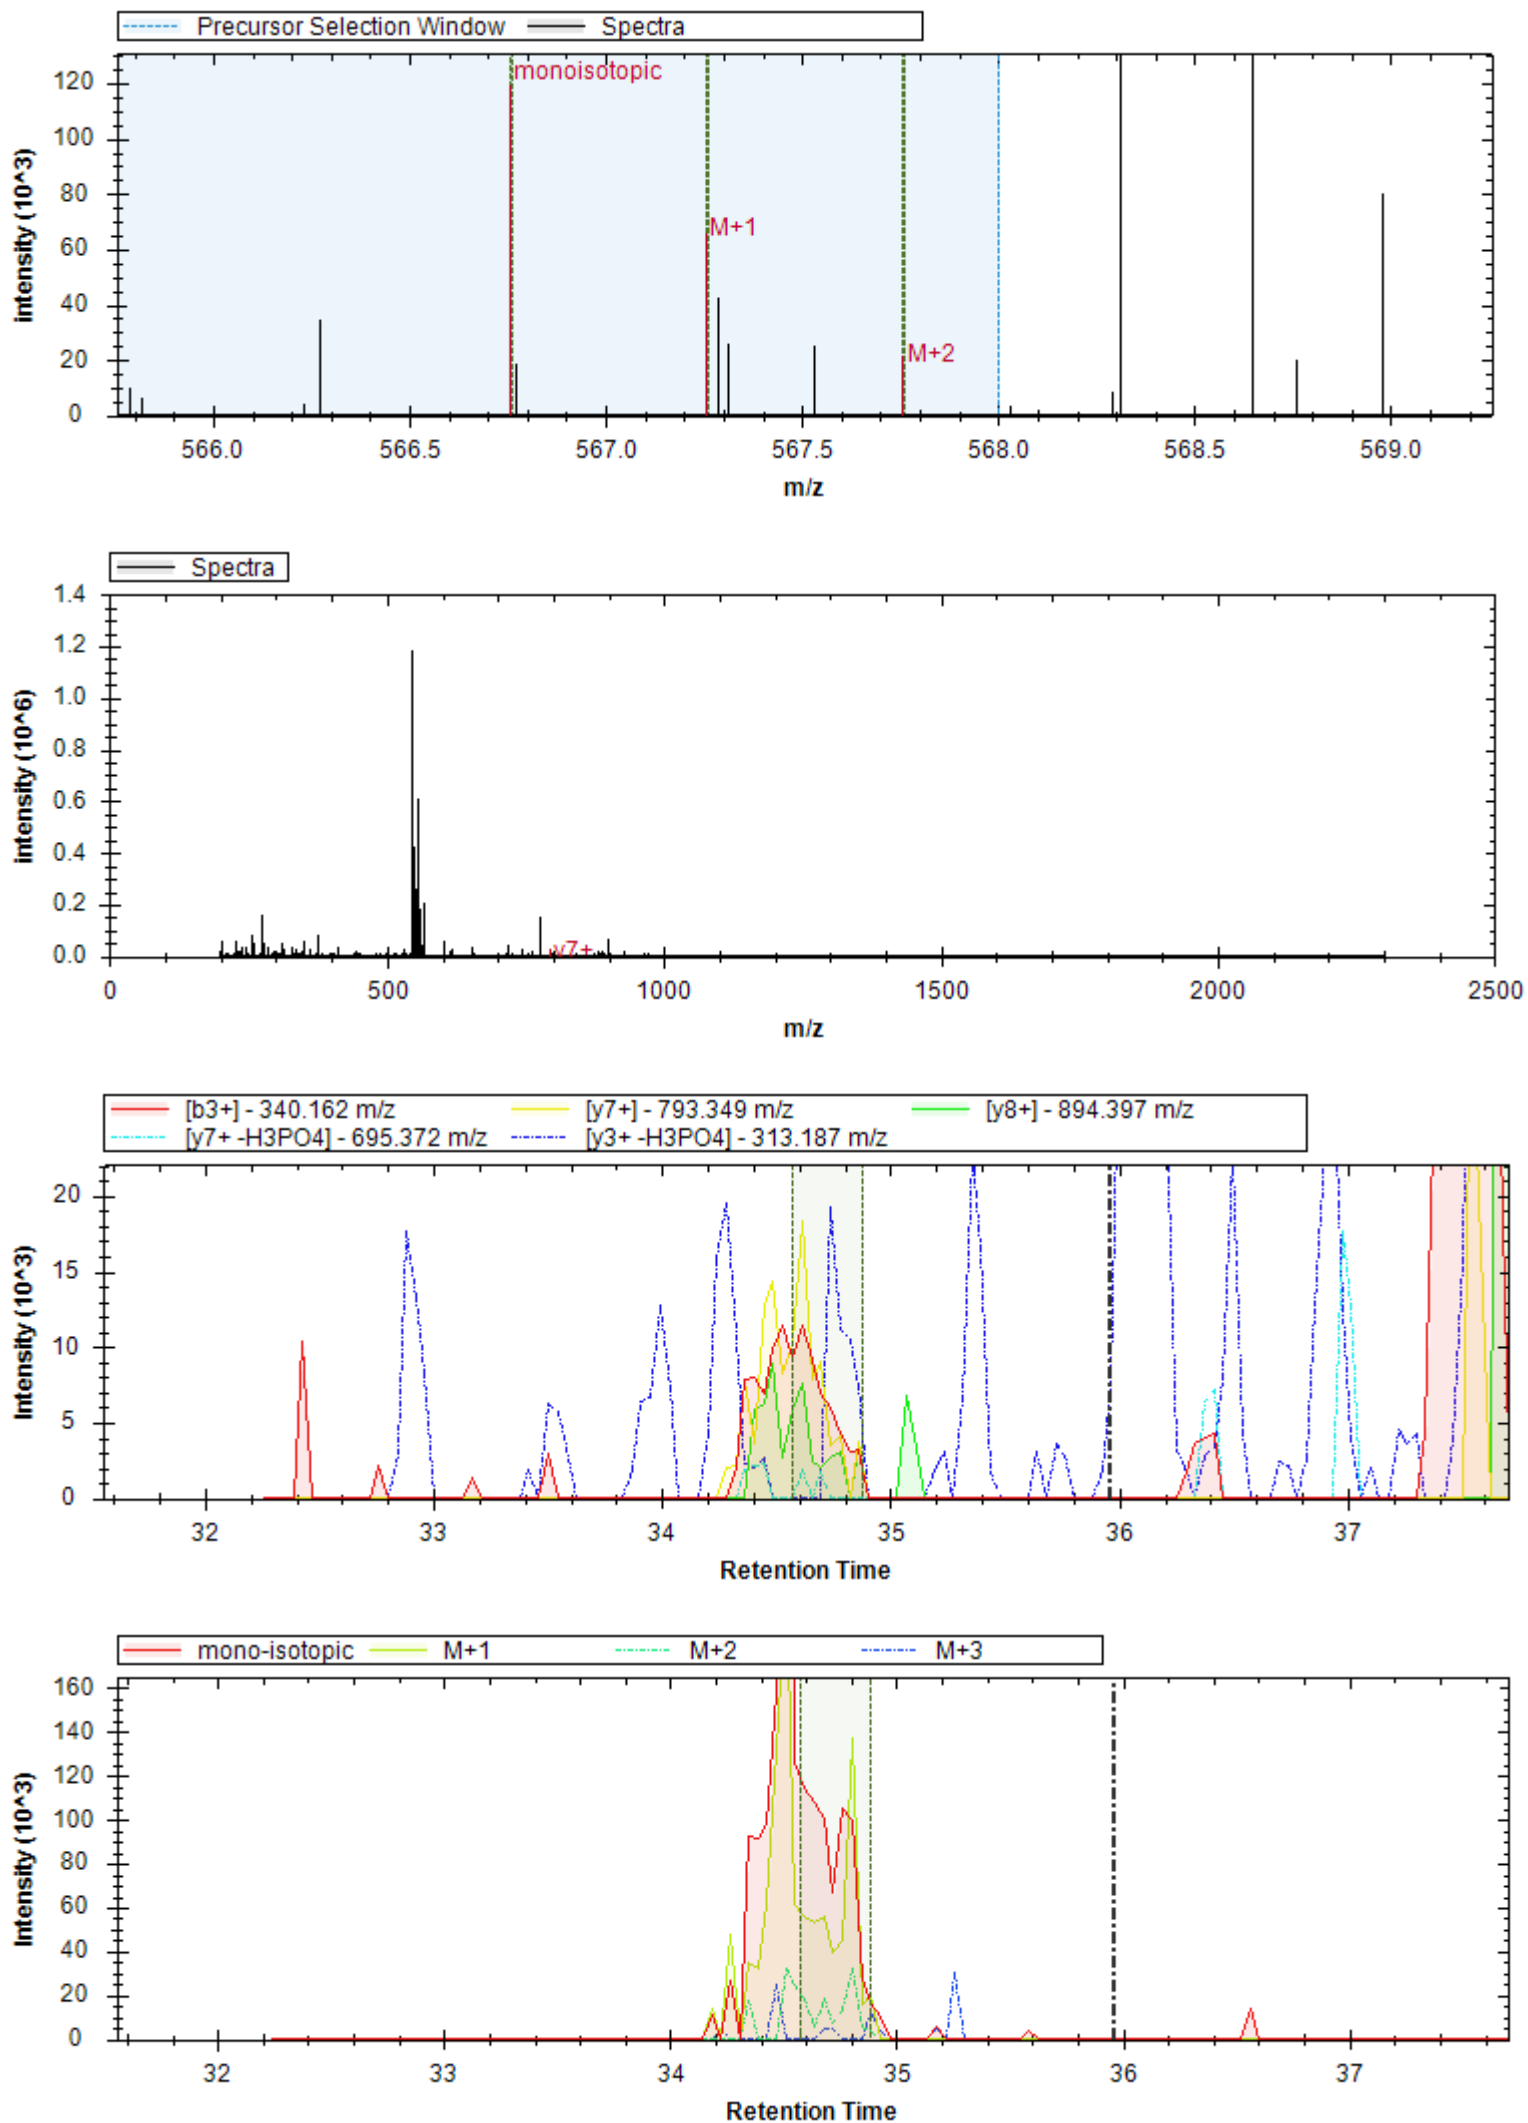 Precursor Selection Window Spectra
monoisotopic
M+1
M+2
intensity (10^3)
120
100
80
60
40
20
0
566.0 566.5 567.0 567.5 568.0 568.5 569.0
m/z
Spectra
intensity (10^6)
1.4
1.2
1.0
0.8
0.6
0.4
0.2
0.0
y7+
0 500 1000 1500 2000 2500
m/z
[b3+] - 340.162 m/z [y7+] - 793.349 m/z [y8+] - 894.397 m/z
[y7+ -H3PO4] - 695.372 m/z [y3+ -H3PO4] - 313.187 m/z
Intensity (10^3)
20
15
10
5
0
32 33 34 35 36 37
Retention Time
mono-isotopic M+1 M+2 M+3
Intensity (10^3)
160
140
120
100
80
60
40
20
0
32 33 34 35 36 37
Retention Time